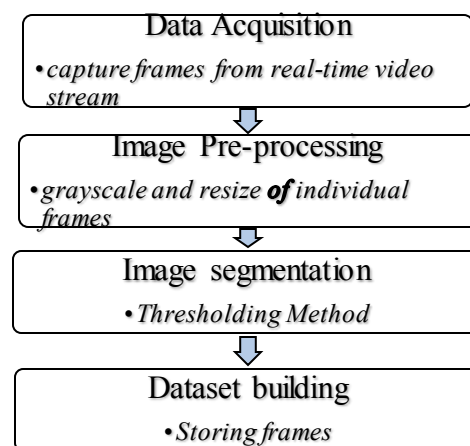 Data Acquisition
•capture frames from real-time video
stream
Image Pre-processing
•grayscale and resize of individual
frames
Image segmentation
•Thresholding Method
Dataset building
•Storing frames